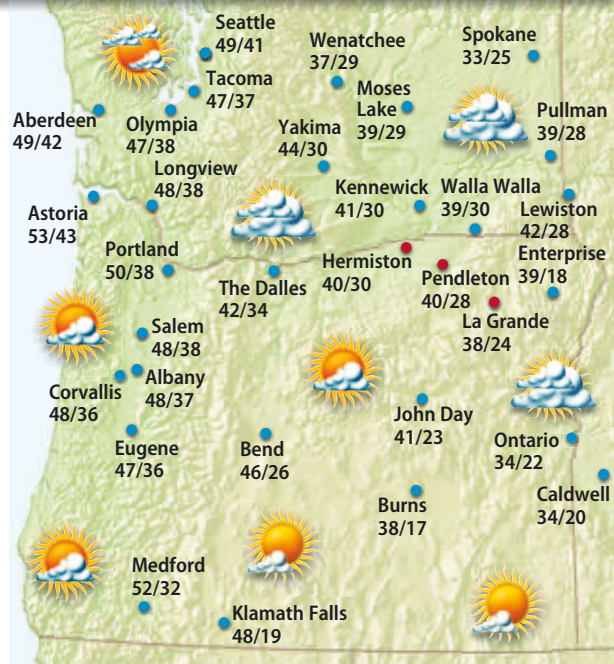 Seattle
49/41
Wenatchee
37/29
Spokane
33/25
Tacoma
47/37
Moses
Lake
39/29
Aberdeen
49/42
Olympia
47/38
Yakima
44/30
Pullman
39/28
Longview
48/38
Kennewick
41/30
Walla Walla
39/30
Lewiston
42/28
Astoria
53/43
Portland
50/38
The Dalles
42/34
Hermiston
40/30
Pendleton
40/28
Enterprise
39/18
La Grande
38/24
Salem
48/38
Albany
48/37
Corvallis
48/36
John Day
41/23
Eugene
47/36
Bend
46/26
Ontario
34/22
Caldwell
34/20
Burns
38/17
Medford
52/32
Klamath Falls
48/19